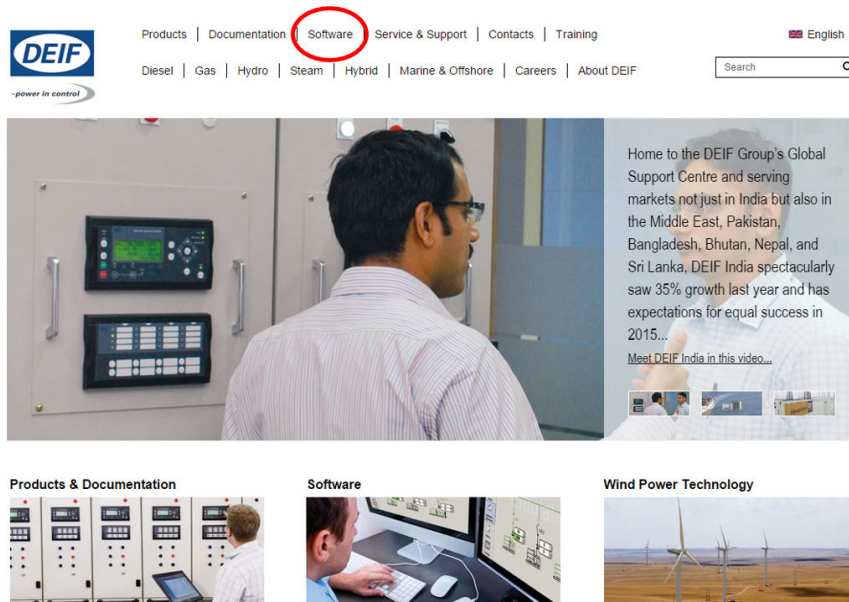 DEIF
-power in control
Products | Documentation | Software | Service & Support | Contacts | Training
English
Diesel | Gas | Hydro | Steam | Hybrid | Marine & Offshore | Careers | About DEIF
Search
Home to the DEIF Group's Global
Support Centre and serving
markets not just in India but also in
the Middle East, Pakistan,
Bangladesh, Bhutan, Nepal, and
Sri Lanka, DEIF India spectacularly
saw 35% growth last year and has
expectations for equal success in
2015...
Meet DEIF India in this video...
Products & Documentation
Software
Wind Power Technology